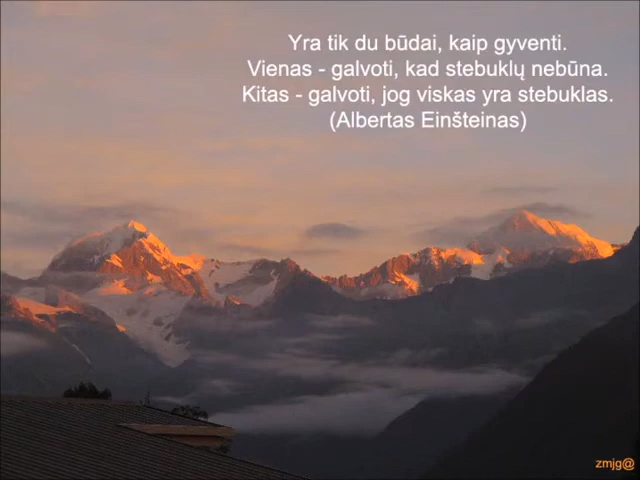 Yra tik du būdai, kaip gyventi.
Vienas - galvoti, kad stebuklų nebūna.
Kitas - galvoti, jog viskas yra stebuklas.
(Albertas Einšteinas)
zmjg@